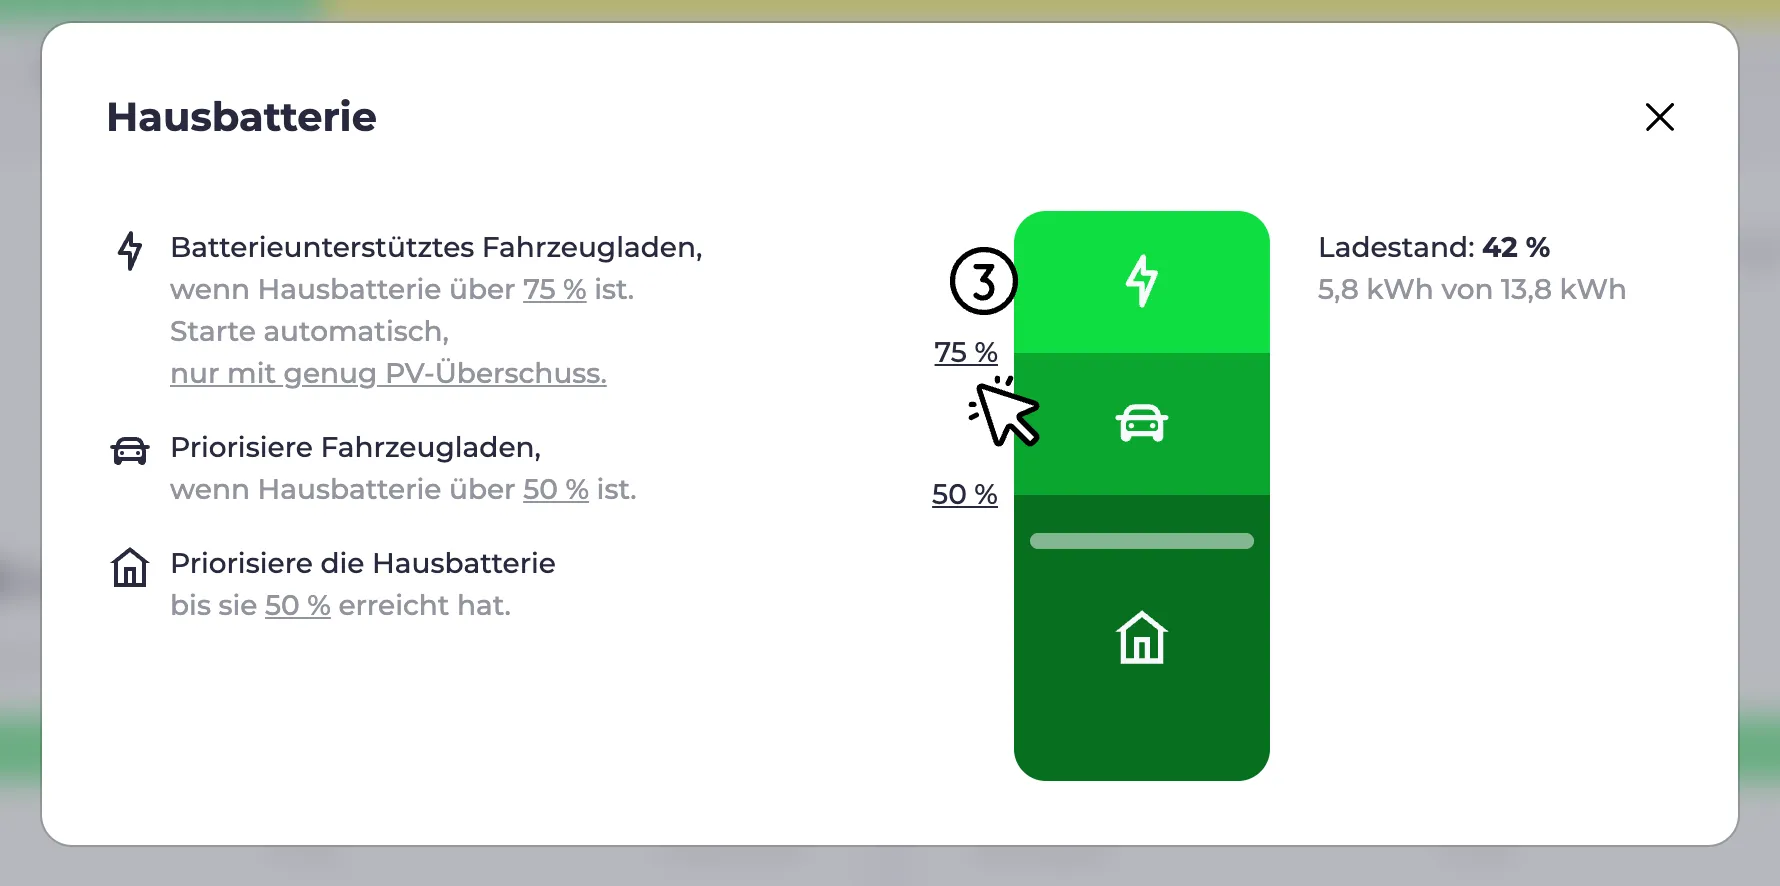 Hausbatterie
Batterieunterstütztes Fahrzeugladen,
wenn Hausbatterie über 75 % ist.
Starte automatisch,
nur mit genug PV-Überschuss.
Priorisiere Fahrzeugladen,
wenn Hausbatterie über 50 % ist.
Priorisiere die Hausbatterie
bis sie 50 % erreicht hat.
3
75 %
50 %
Ladestand: 42 %
5,8 kWh von 13,8 kWh